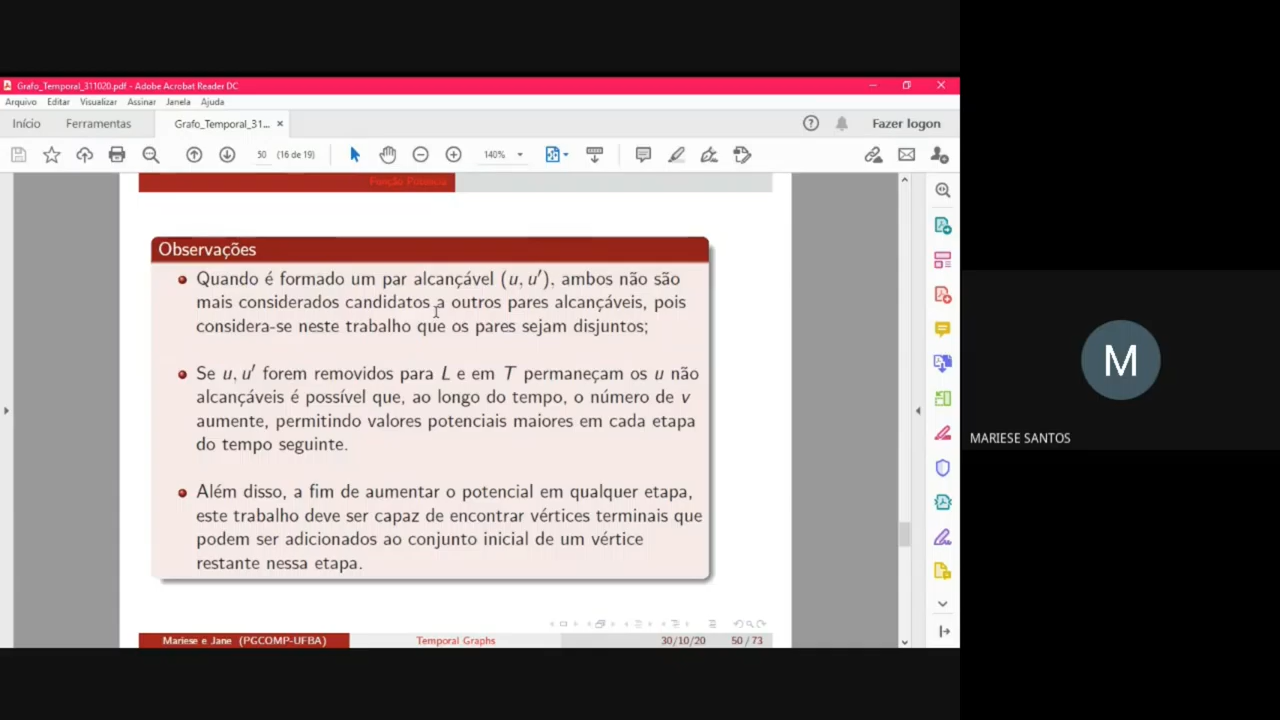 Grafo_Temporal_311020.pdf - Adobe Acrobat Reader DC
Arquivo Editar Visualizar Assinar Janela Ajuda
Início Ferramentas Grafo_Temporal_31... × Fazer logon
50 (16 de 19) 140%
Função Potencial
Observações
Quando é formado um par alcançável (u, u′), ambos não são
mais considerados candidatos a outros pares alcançáveis, pois
considera-se neste trabalho que os pares sejam disjuntos;
Se u, u′ forem removidos para L e em T permaneçam os u não
alcançáveis é possível que, ao longo do tempo, o número de v
aumente, permitindo valores potenciais maiores em cada etapa
do tempo seguinte.
Além disso, a fim de aumentar o potencial em qualquer etapa,
este trabalho deve ser capaz de encontrar vértices terminais que
podem ser adicionados ao conjunto inicial de um vértice
restante nessa etapa.
Mariese e Jane (PGCOMP-UFBA) Temporal Graphs 30/10/20 50 / 73
M
MARIESE SANTOS